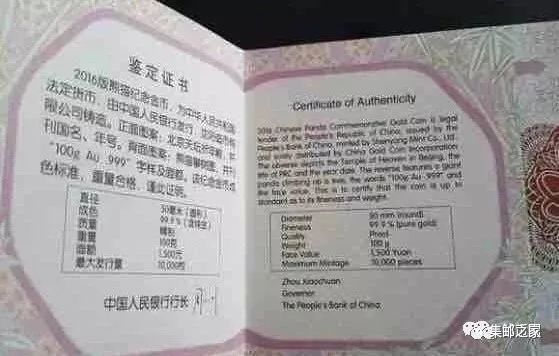 鉴定证书
2016版熊猫纪念金币，为中华人民共和国
法定货币，由中国人民银行发行，沈阳造币有
限公司铸造。正面图案：北京天坛祈年殿，并
刊国名、年号。背面图案：熊猫攀树图，并刊
"100g Au .999"字样及面额。该纪念金币成
色标准，重量合格，谨此证明。
直径 50毫米（圆形）
成色 99.9%（含纯金）
质量 精制
重量 100克
面额 1,500元
最大发行量 10,000枚
中国人民银行行长
Certificate of Authenticity
2016 Chinese Panda Commemorative Gold Coin is legal
tender of the People's Republic of China, issued by the
People's Bank of China, minted by Shenyang Mint Co., Ltd.
and solely distributed by China Gold Coin Incorporation
the obverse depicts the Temple of Heaven in Beijing, the
title of PRC and the year date. The reverse features a giant
panda climbing up a tree, the words "100g Au .999" and
the face value. This is to certify that the coin is up to
standard as to its fineness and weight.
Diameter 50 mm (round)
Fineness 99.9 % (pure gold)
Quality Proof
Weight 100 g
Face Value 1,500 Yuan
Maximum Mintage 10,000 pieces
Zhou Xiaochuan
Governor
The People's Bank of China
集邮之家